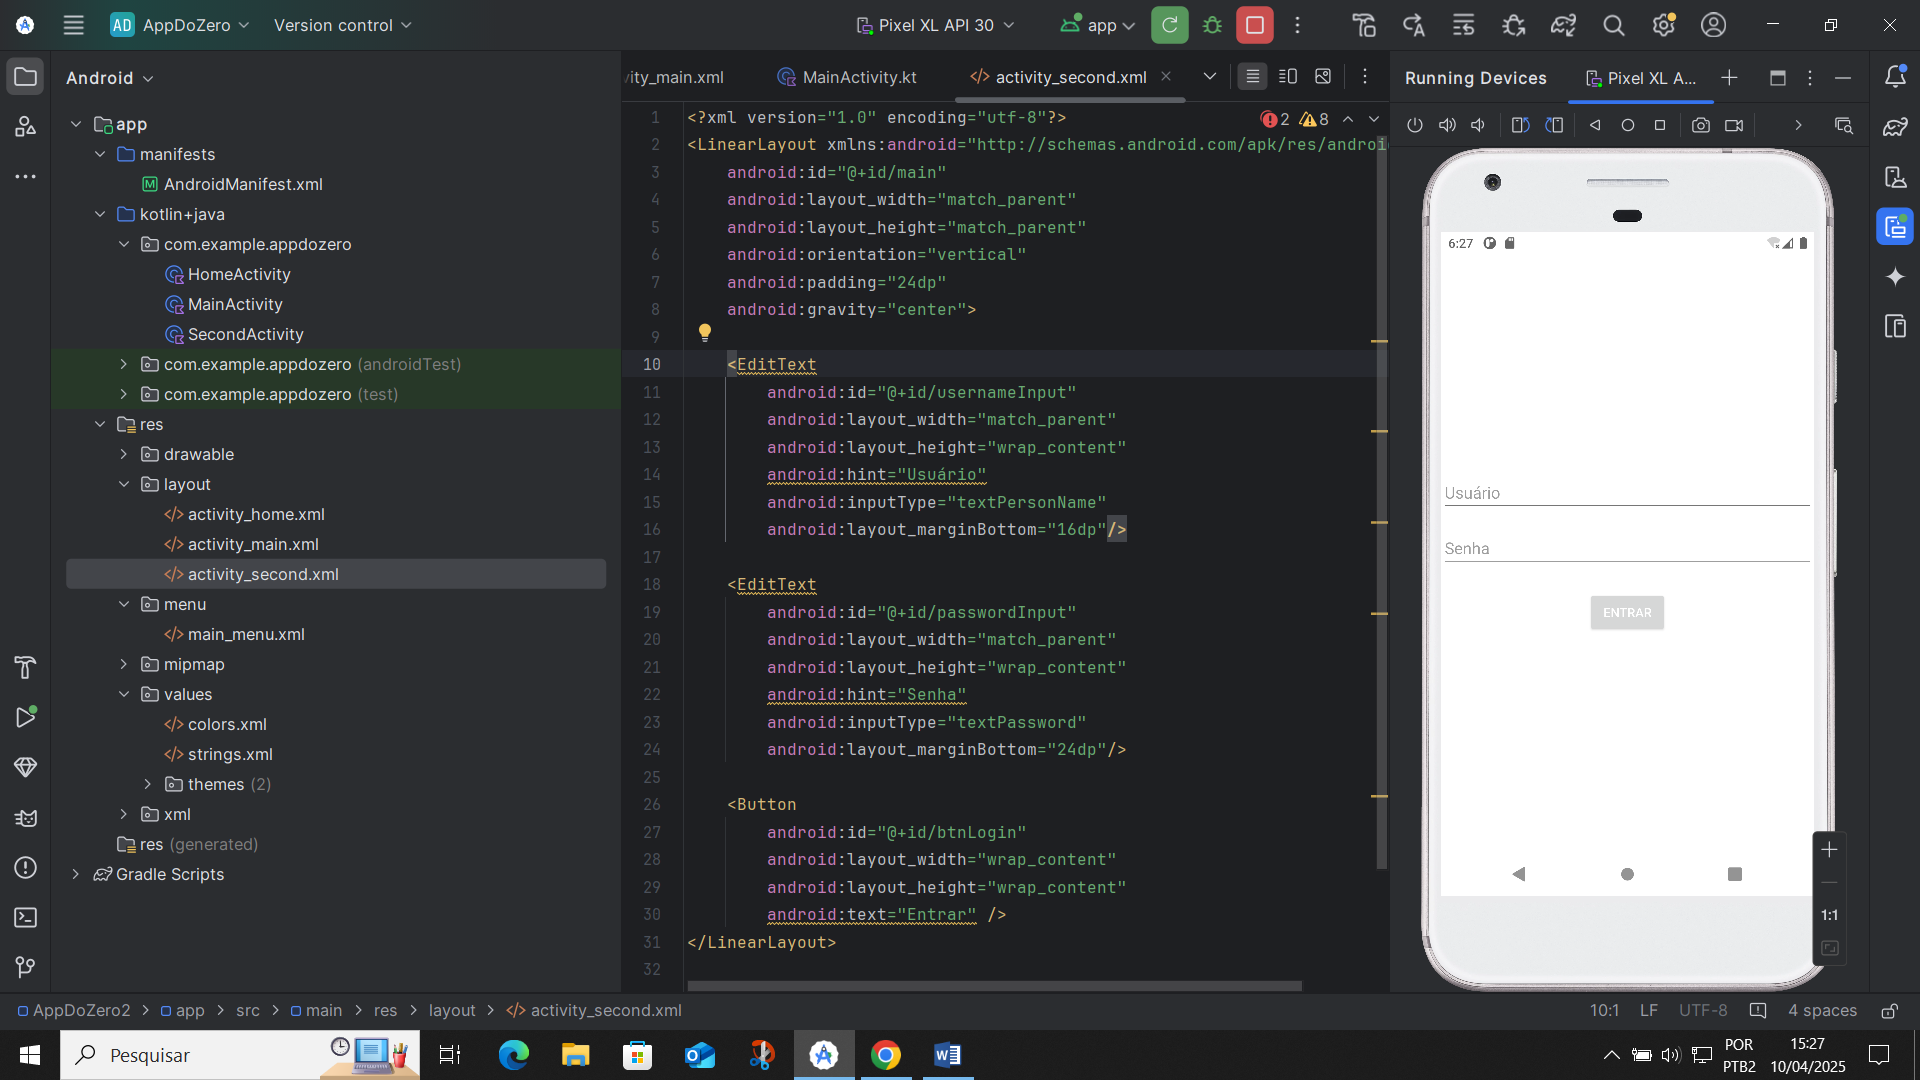 AD AppDoZero Version control Pixel XL API 30 app
Android
app
manifests
AndroidManifest.xml
kotlin+java
com.example.appdozero
HomeActivity
MainActivity
SecondActivity
com.example.appdozero (androidTest)
com.example.appdozero (test)
res
drawable
layout
activity_home.xml
activity_main.xml
activity_second.xml
menu
main_menu.xml
mipmap
values
colors.xml
strings.xml
themes (2)
xml
res (generated)
Gradle Scripts
ivity_main.xml MainActivity.kt activity_second.xml
2 8
1 <?xml version="1.0" encoding="utf-8"?>
2 <LinearLayout xmlns:android="http://schemas.android.com/apk/res/androi
3 android:id="@+id/main"
4 android:layout_width="match_parent"
5 android:layout_height="match_parent"
6 android:orientation="vertical"
7 android:padding="24dp"
8 android:gravity="center">
9
10 <EditText
11 android:id="@+id/usernameInput"
12 android:layout_width="match_parent"
13 android:layout_height="wrap_content"
14 android:hint="Usuário"
15 android:inputType="textPersonName"
16 android:layout_marginBottom="16dp"/>
17
18 <EditText
19 android:id="@+id/passwordInput"
20 android:layout_width="match_parent"
21 android:layout_height="wrap_content"
22 android:hint="Senha"
23 android:inputType="textPassword"
24 android:layout_marginBottom="24dp"/>
25
26 <Button
27 android:id="@+id/btnLogin"
28 android:layout_width="wrap_content"
29 android:layout_height="wrap_content"
30 android:text="Entrar" />
31 </LinearLayout>
32
Running Devices Pixel XL A...
6:27
Usuário
Senha
ENTRAR
1:1
AppDoZero2 > app > src > main > res > layout > activity_second.xml
10:1 LF UTF-8 4 spaces
Pesquisar
POR
PTB2
15:27
10/04/2025